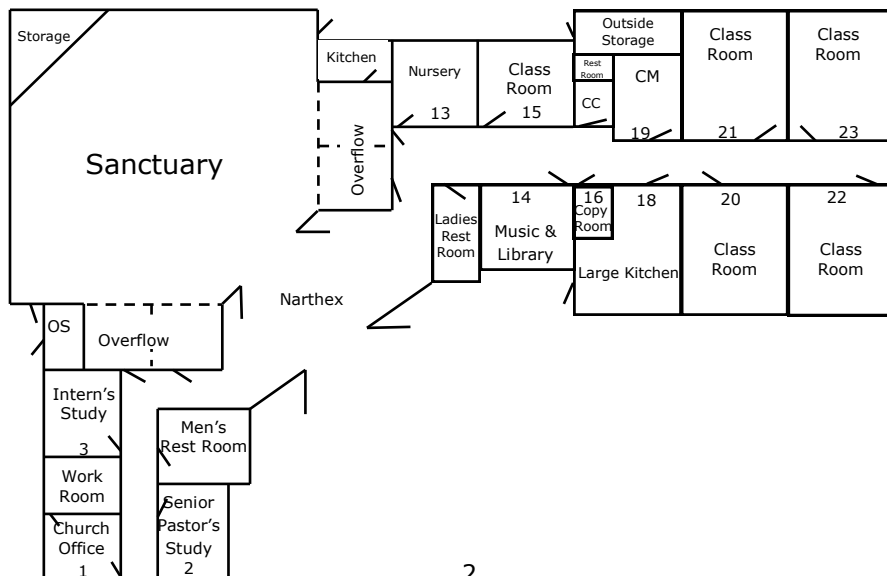 Storage
Sanctuary
Kitchen
Overflow
Nursery
13
Class
Room
15
Outside
Storage
Rest
Room
CC
CM
19
Class
Room
21
Class
Room
23
Ladies
Rest
Room
14
Music &
Library
16
Copy
Room
18
Large Kitchen
20
Class
Room
22
Class
Room
Narthex
OS
Overflow
Intern’s
Study
3
Work
Room
Church
Office
1
Men’s
Rest Room
Senior
Pastor’s
Study
2
2